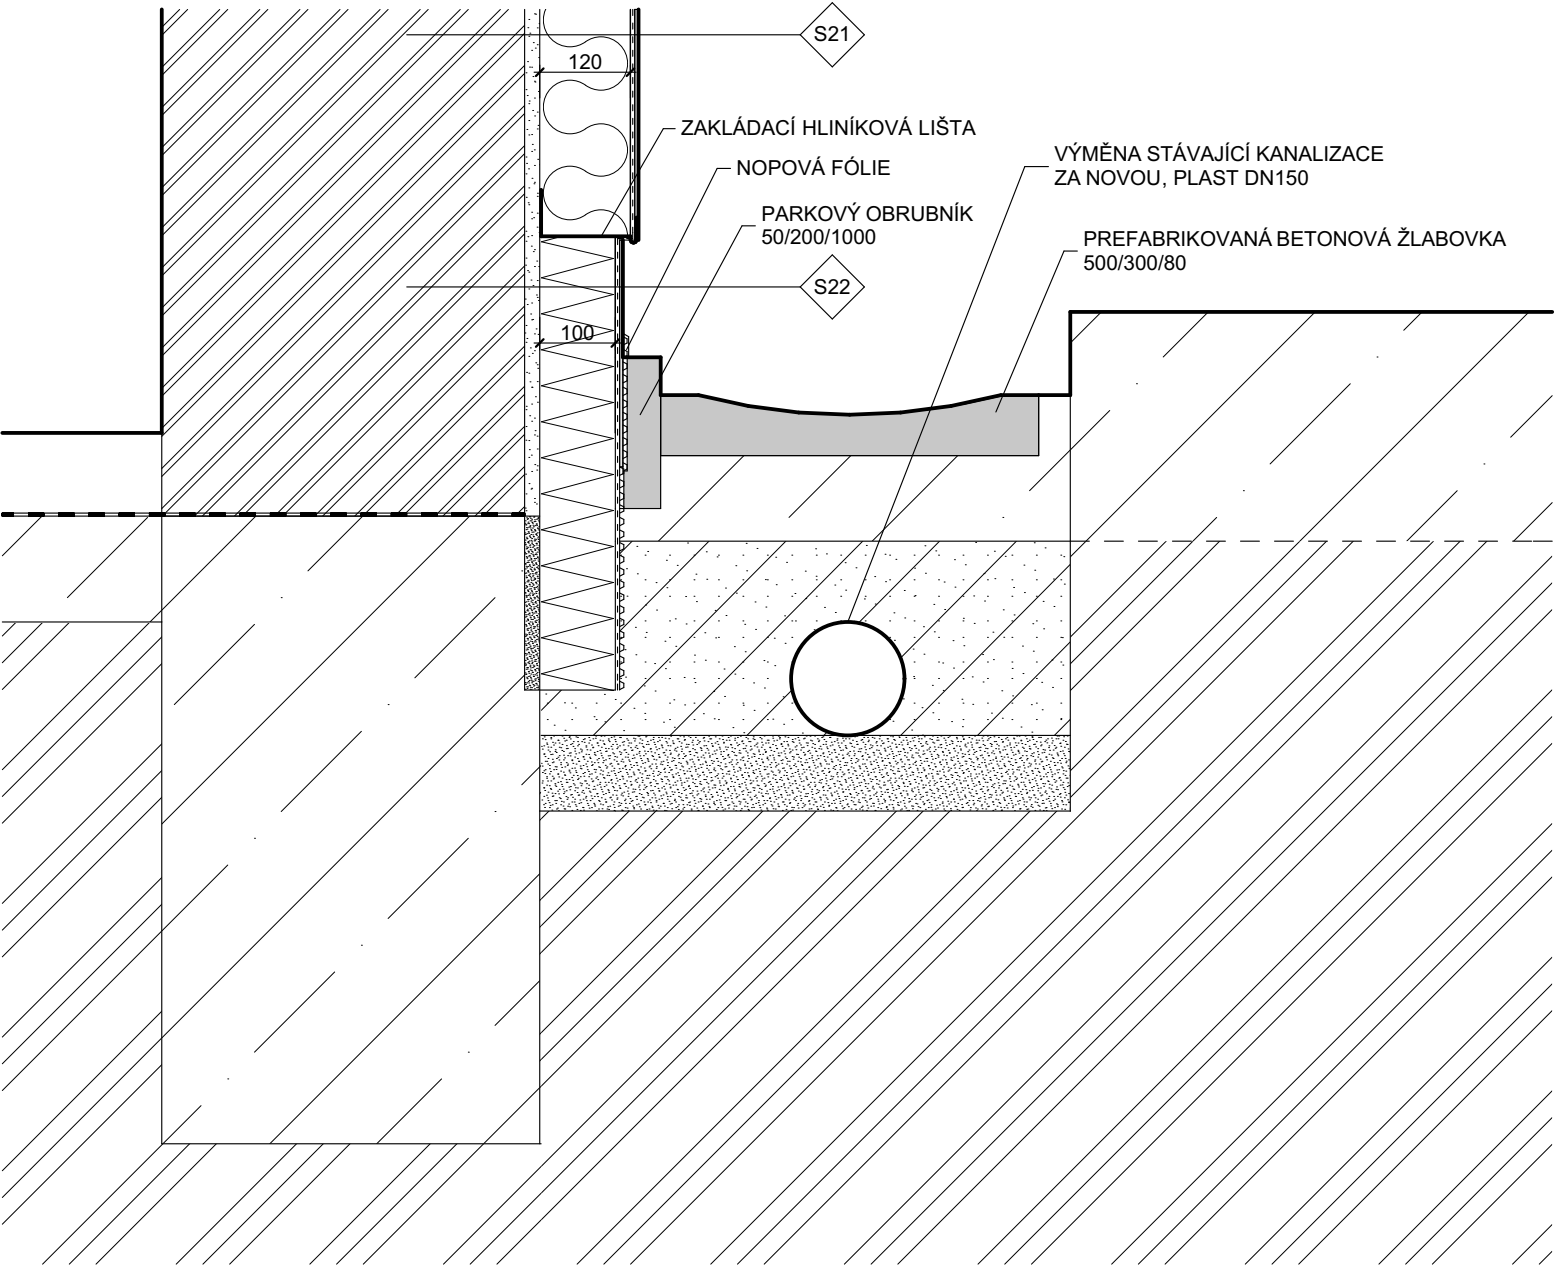 S21
120
ZAKLÁDACÍ HLINÍKOVÁ LIŠTA
NOPOVÁ FÓLIE
VÝMĚNA STÁVAJÍCÍ KANALIZACE
ZA NOVOU, PLAST DN150
PARKOVÝ OBRUBNÍK
50/200/1000
PREFABRIKOVANÁ BETONOVÁ ŽLABOVKA
500/300/80
S22
100